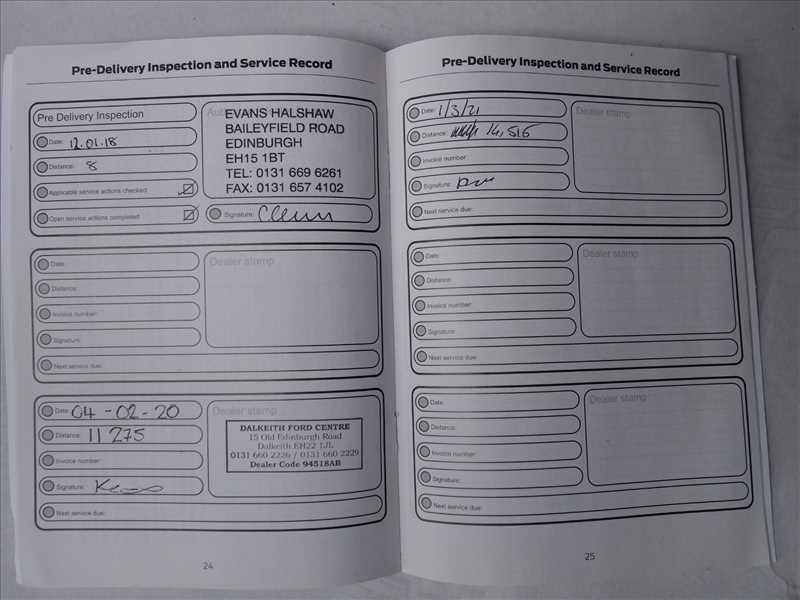 Pre-Delivery Inspection and Service Record
Pre Delivery Inspection
Date: 12.01.18
Distance: 8
Applicable service actions checked
Open service actions completed
EVANS HALSHAW
BAILEYFIELD ROAD
EDINBURGH
EH15 1BT
TEL: 0131 669 6261
FAX: 0131 657 4102
Signature:
Date:
Distance:
Invoice number:
Signature:
Next service due:
Dealer stamp
Date: 04-02-20
Distance: 11275
Invoice number:
Signature:
Next service due:
Dealer stamp
DALKEITH FORD CENTRE
15 Old Edinburgh Road
Dalkeith EH22 1JL
0131 660 2226 / 0131 660 2229
Dealer Code 94518AB
24
Pre-Delivery Inspection and Service Record
Date: 1/3/21
Distance: 14,516
Invoice number:
Signature:
Next service due:
Dealer stamp
Date:
Distance:
Invoice number:
Signature:
Next service due:
Dealer stamp
Date:
Distance:
Invoice number:
Signature:
Next service due:
Dealer stamp
25